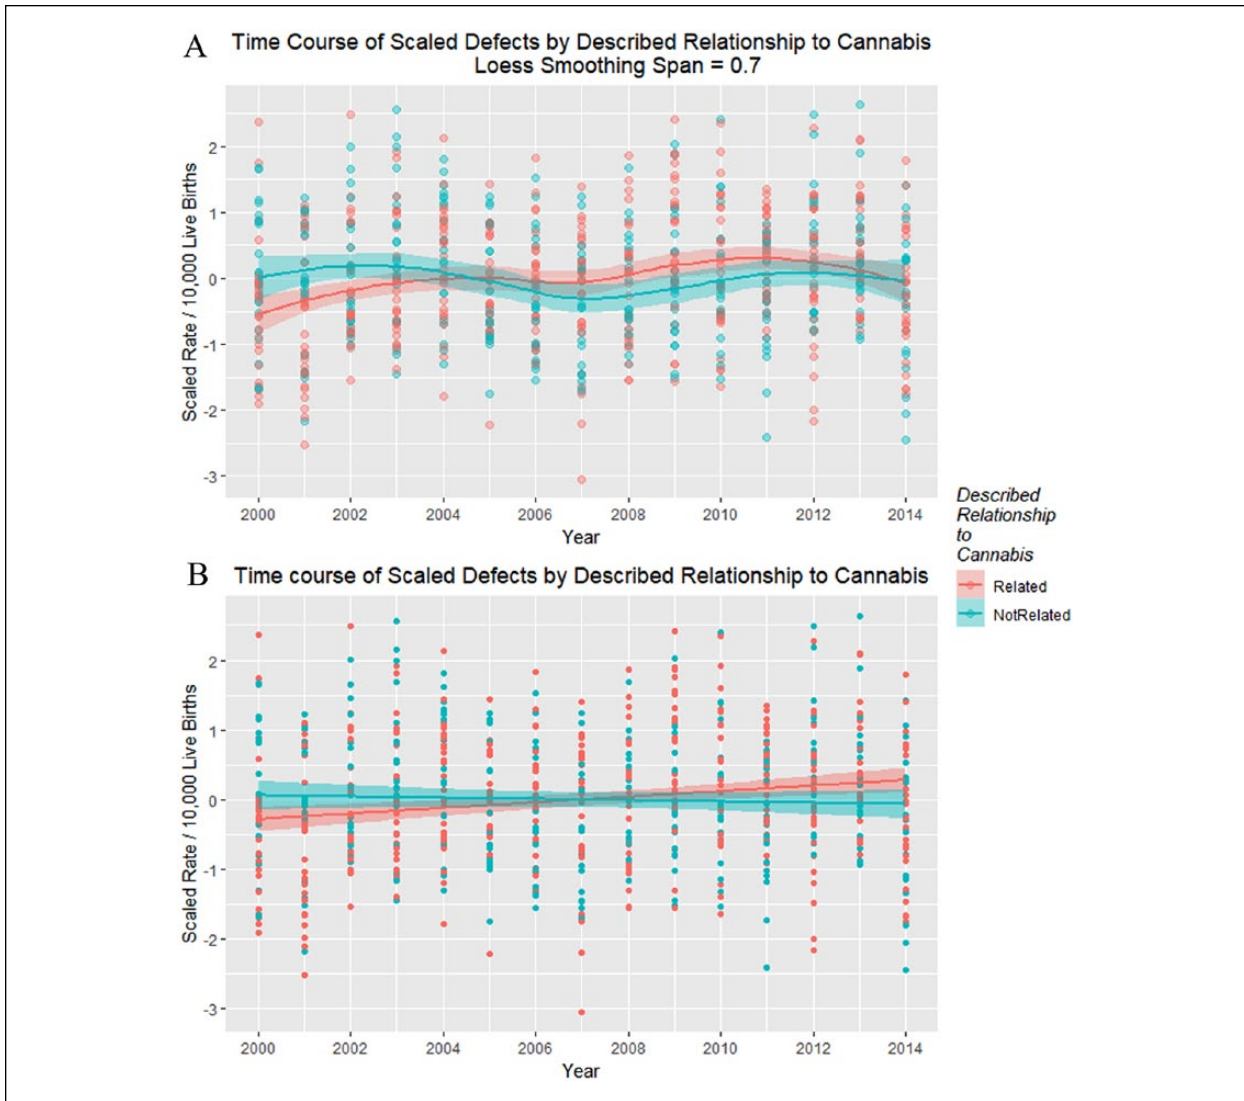 A
Time Course of Scaled Defects by Described Relationship to Cannabis
Loess Smoothing Span = 0.7
Scaled Rate / 10,000 Live Births
2
1
0
-1
-2
-3
2000 2002 2004 2006 2008 2010 2012 2014
Year
B
Time course of Scaled Defects by Described Relationship to Cannabis
Scaled Rate / 10,000 Live Births
2
1
0
-1
-2
-3
2000 2002 2004 2006 2008 2010 2012 2014
Year
Described
Relationship
to
Cannabis
Related
NotRelated